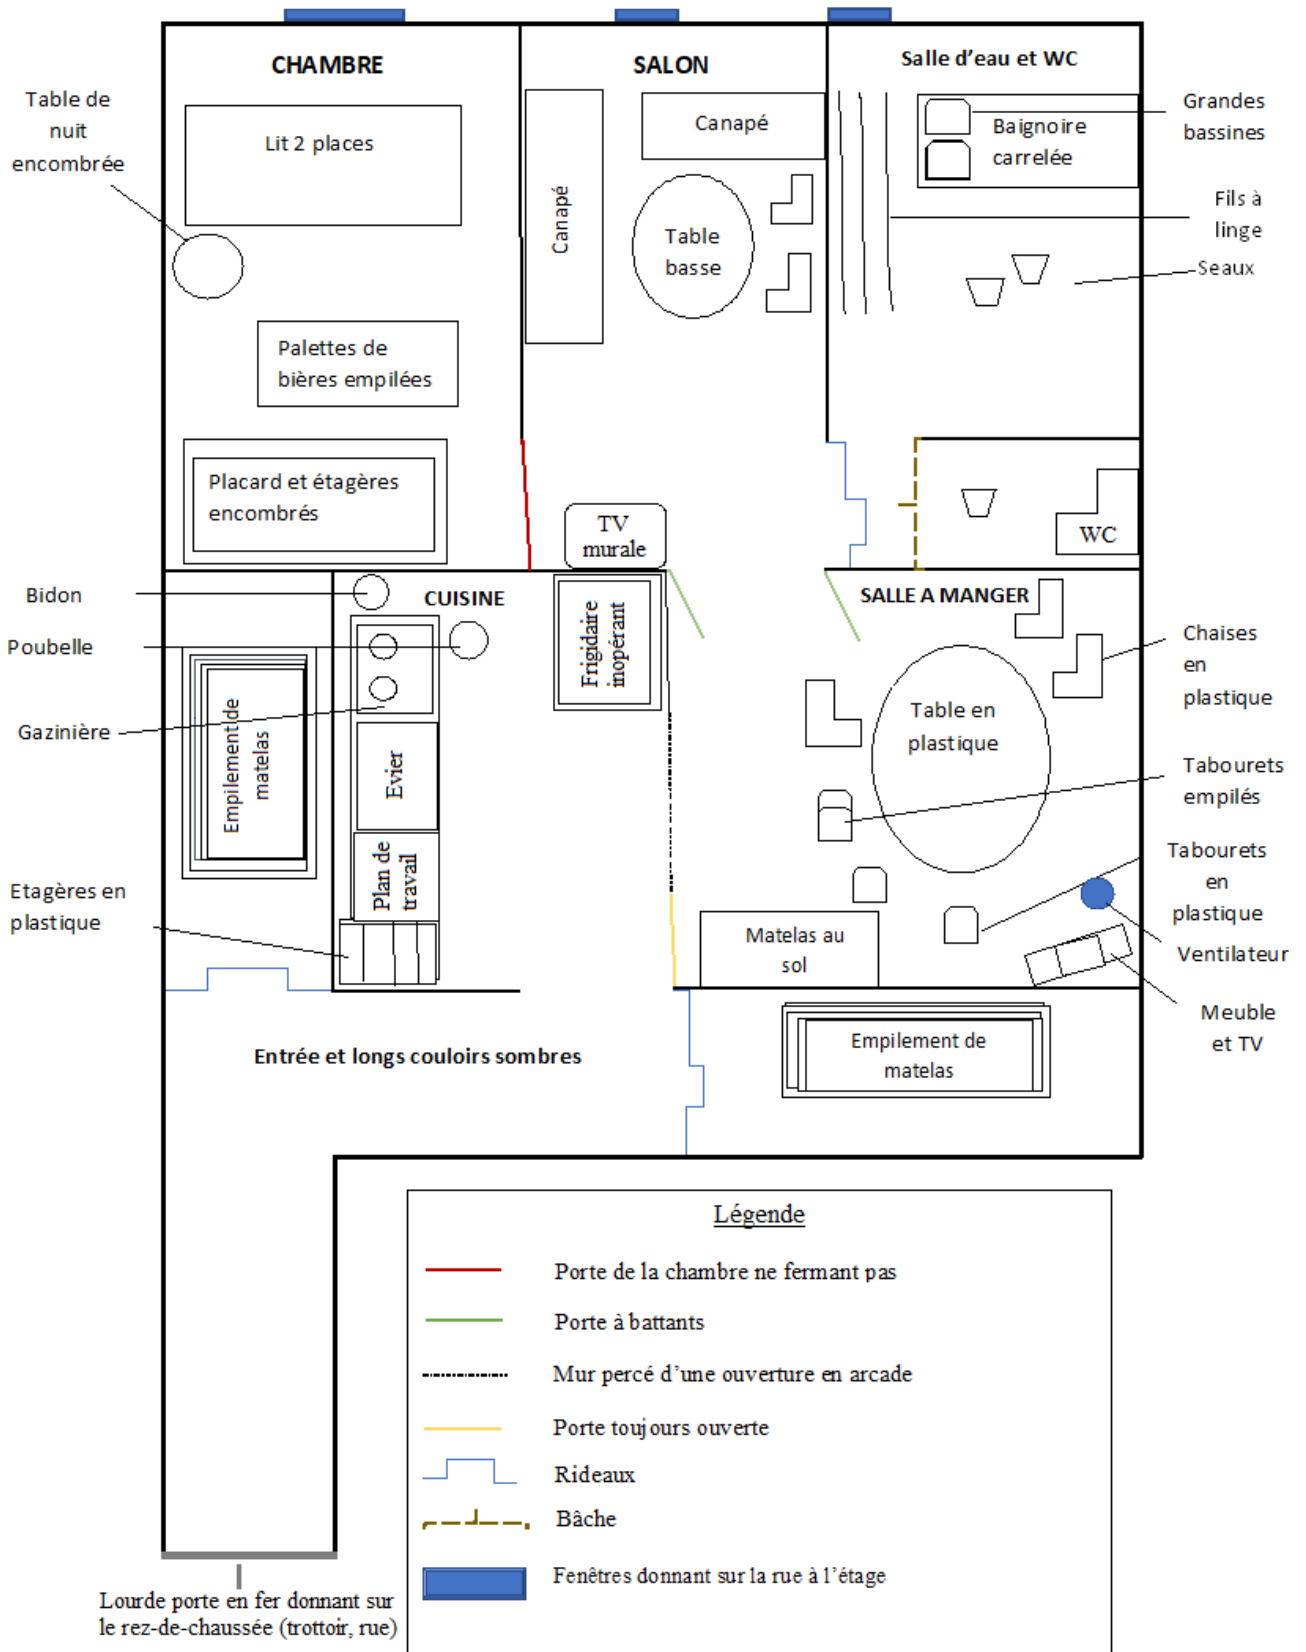 CHAMBRE
SALON
Salle d'eau et WC
Table de
nuit
encombrée
Lit 2 places
Canapé
Canapé
Table
basse
Baignoire
carrelée
Grandes
bassines
Fils à
linge
Seaux
Palettes de
bières empilées
Placard et étagères
encombrés
TV
murale
WC
Bidon
Poubelle
Gazinière
Etagères en
plastique
CUISINE
Empilement de
matelas
Evier
Plan de
travail
Frigidaire
inopérant
SALLE A MANGER
Table en
plastique
Matelas au
sol
Chaises
en
plastique
Tabourets
empilés
Tabourets
en
plastique
Ventilateur
Meuble
et TV
Entrée et longs couloirs sombres
Empilement de
matelas
Légende
Porte de la chambre ne fermant pas
Porte à battants
Mur percé d'une ouverture en arcade
Porte toujours ouverte
Rideaux
Bâche
Fenêtres donnant sur la rue à l'étage
Lourde porte en fer donnant sur
le rez-de-chaussée (trottoir, rue)